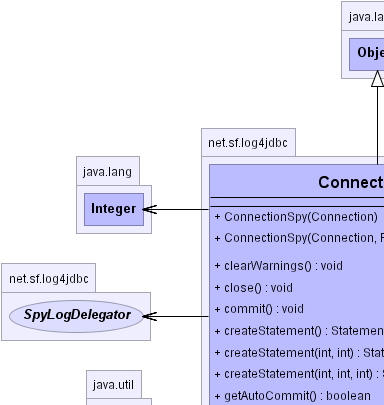 java.la
Obje
net.sf.log4jdbc
java.lang
Connect
Integer
+ ConnectionSpy(Connection)
+ ConnectionSpy(Connection, R
+ clearWarnings() : void
net.sf.log4jdbc
+ close() : void
SpyLogDelegator
+ commit() : void
+ createStatement() : Statemen
+ createStatement(int, int) : Sta
+ createStatement(int, int, int) : S
java.util
+ getAutoCommit() : boolean